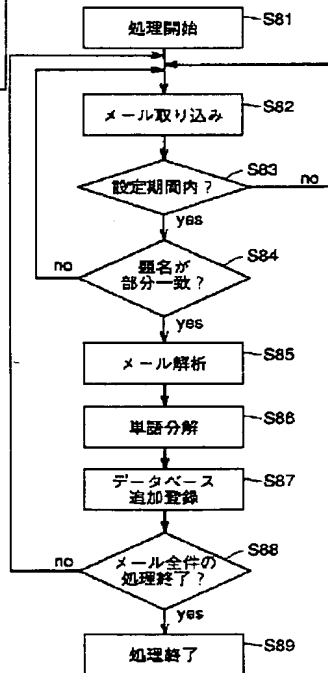 処理開始
S81
メール取り込み
S82
設定期間内?
S83
no
yes
題名が
部分一致?
S84
no
yes
メール解析
S85
単語分解
S86
データベース
追加登録
S87
メール全件の
処理終了?
S88
no
yes
処理終了
S89